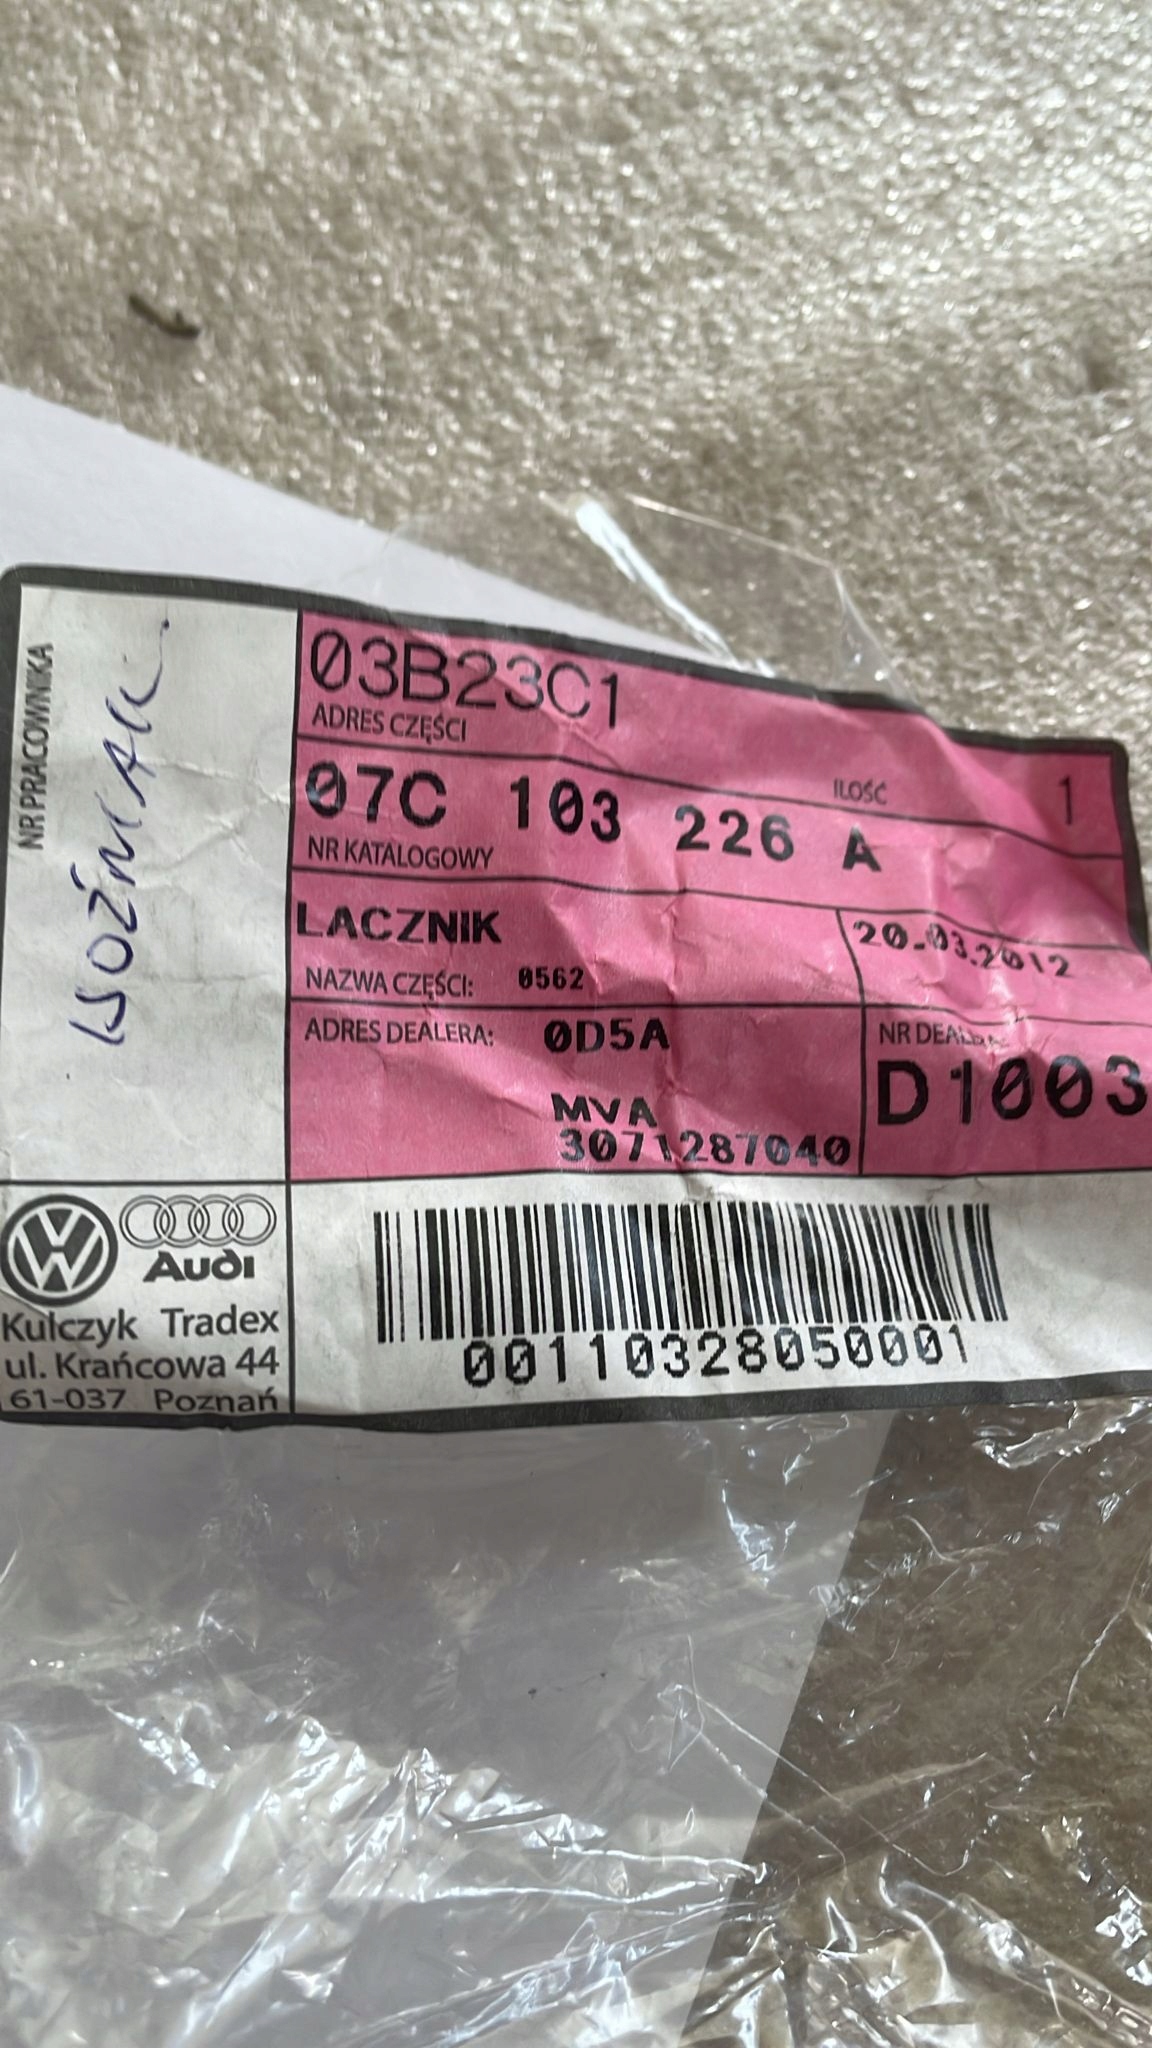 NR PRACOWNIKA
03B23C1
ADRES CZĘŚCI
07C 103 226 A
NR KATALOGOWY
ILOŚĆ 1
LACZNIK
NAZWA CZĘŚCI: 0562
20.03.2012
ADRES DEALERA: 0D5A
MVA
3071287040
NR DEALERA
D1003
Audi
Kulczyk Tradex
ul. Krańcowa 44
61-037 Poznań
00110328050001